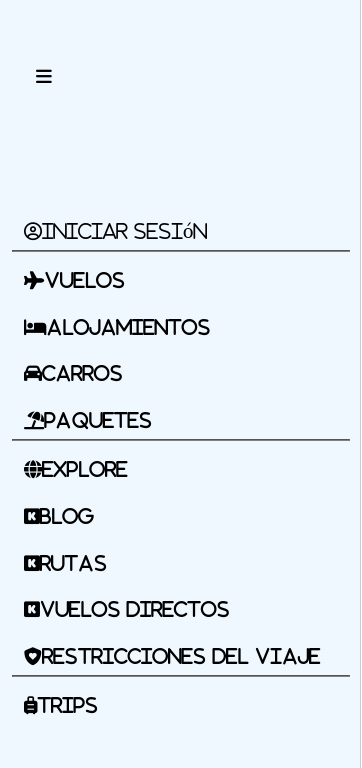 INICIAR SESIóN
VUELOS
ALOJAMIENTOS
CARROS
PAQUETES
EXPLORE
BLOG
RUTAS
VUELOS DIRECTOS
RESTRICCIONES DEL VIAJE
TRIPS